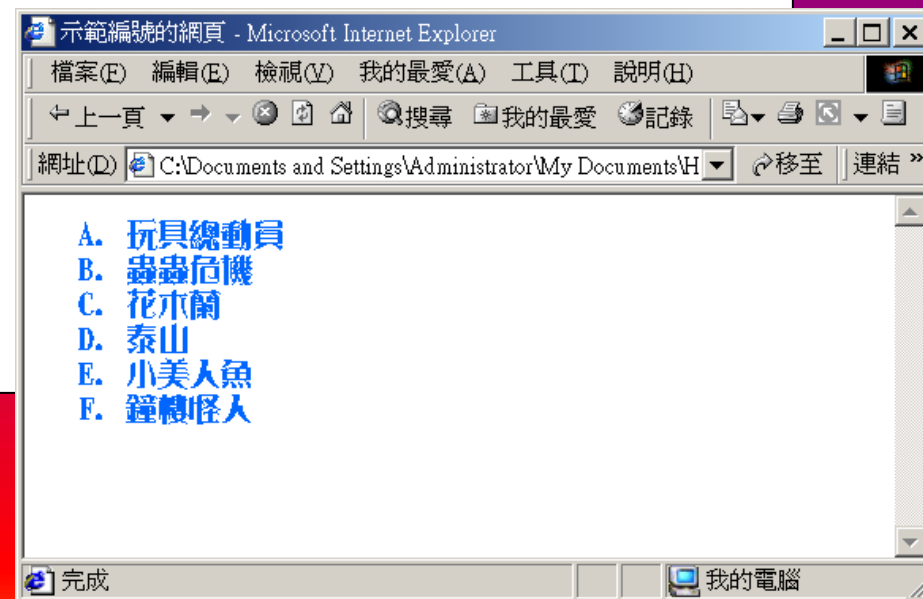 示範編號的網頁 - Microsoft Internet Explorer
檔案(F) 編輯(E) 檢視(V) 我的最愛(A) 工具(T) 說明(H)
上一頁 搜尋 我的最愛 記錄
網址(D) C:\Documents and Settings\Administrator\My Documents\H 移至 連結 »
A. 玩具總動員
B. 蟲蟲危機
C. 花木蘭
D. 泰山
E. 小美人魚
F. 鐘樓怪人
完成 我的電腦